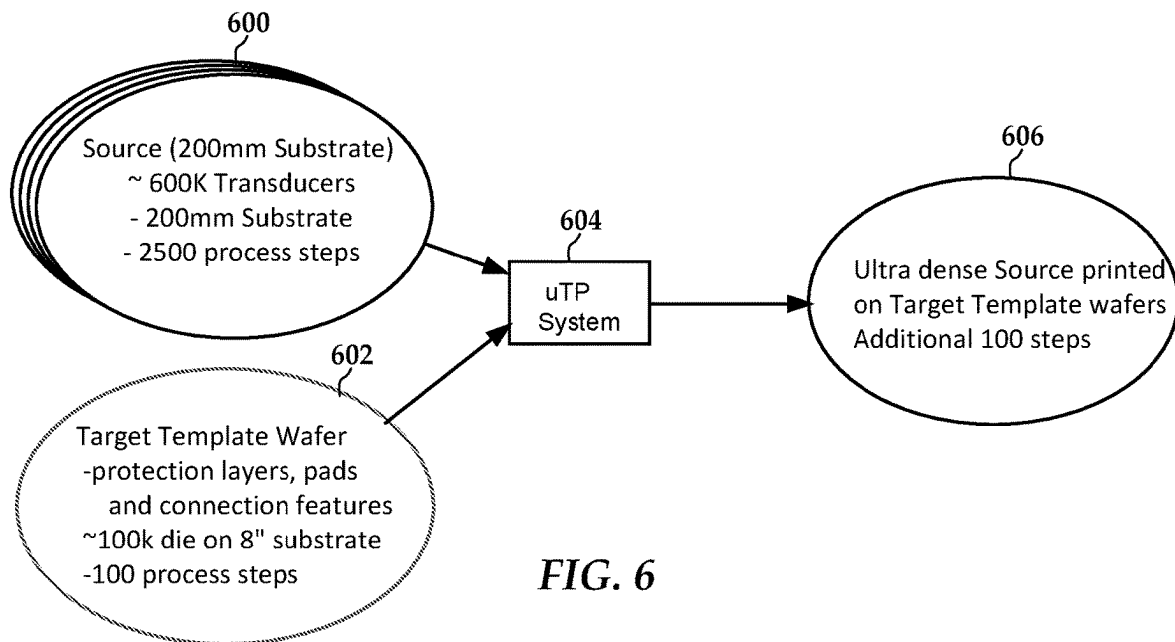 600
Source (200mm Substrate)
~ 600K Transducers
- 200mm Substrate
- 2500 process steps
602
Target Template Wafer
-protection layers, pads
and connection features
~100k die on 8" substrate
-100 process steps
604
uTP
System
606
Ultra dense Source printed
on Target Template wafers
Additional 100 steps
FIG. 6